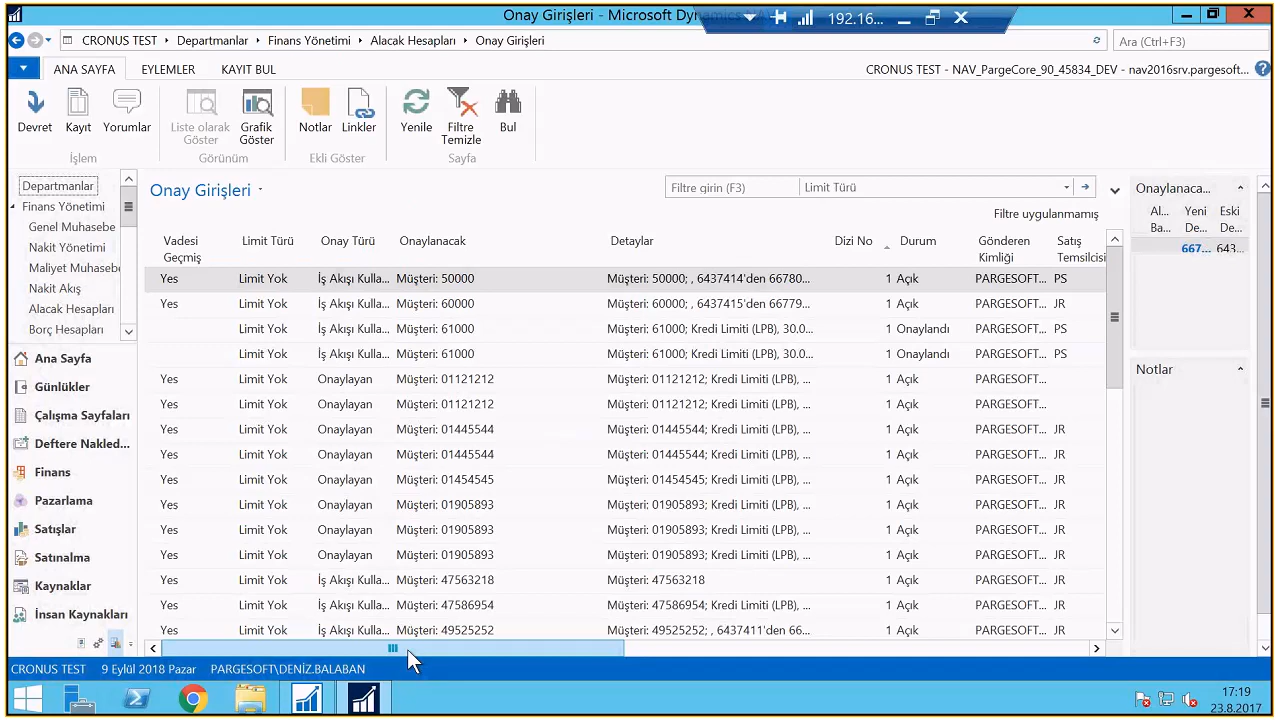 Onay Girişleri - Microsoft Dynamics
192.16...
CRONUS TEST
Departmanlar
Finans Yönetimi
Alacak Hesapları
Onay Girişleri
Ara (Ctrl+F3)
ANA SAYFA EYLEMLER KAYIT BUL
CRONUS TEST - NAV_PargeCore_90_45834_DEV - nav2016srv.pargesoft...
Devret Kayıt Yorumlar
İşlem
Liste olarak Göster
Grafik Göster
Görünüm
Notlar Linkler
Ekli Göster
Yenile
Filtre Temizle
Bul
Sayfa
Departmanlar
Finans Yönetimi
Genel Muhasebe
Nakit Yönetimi
Maliyet Muhasebe
Nakit Akış
Alacak Hesapları
Borç Hesapları
Ana Sayfa
Günlükler
Çalışma Sayfaları
Deftere Nakled...
Finans
Pazarlama
Satışlar
Satınalma
Kaynaklar
İnsan Kaynakları
Onay Girişleri
Filtre girin (F3)
Limit Türü
Filtre uygulanmamış
Vadesi Geçmiş Limit Türü Onay Türü Onaylanacak Detaylar Dizi No Durum Gönderen Kimliği Satış Temsilcisi
Yes Limit Yok İş Akışı Kulla... Müşteri: 50000 Müşteri: 50000; , 6437414'den 66780... 1 Açık PARGESOFT... PS
Yes Limit Yok İş Akışı Kulla... Müşteri: 60000 Müşteri: 60000; , 6437415'den 66779... 1 Açık PARGESOFT... JR
Limit Yok İş Akışı Kulla... Müşteri: 61000 Müşteri: 61000; Kredi Limiti (LPB), 30.0... 1 Onaylandı PARGESOFT... PS
Limit Yok İş Akışı Kulla... Müşteri: 61000 Müşteri: 61000; Kredi Limiti (LPB), 30.0... 1 Onaylandı PARGESOFT... PS
Yes Limit Yok Onaylayan Müşteri: 01121212 Müşteri: 01121212; Kredi Limiti (LPB), ... 1 Açık PARGESOFT...
Yes Limit Yok Onaylayan Müşteri: 01121212 Müşteri: 01121212; Kredi Limiti (LPB), ... 1 Açık PARGESOFT...
Yes Limit Yok Onaylayan Müşteri: 01445544 Müşteri: 01445544; Kredi Limiti (LPB), ... 1 Açık PARGESOFT... JR
Yes Limit Yok Onaylayan Müşteri: 01445544 Müşteri: 01445544; Kredi Limiti (LPB), ... 1 Açık PARGESOFT... JR
Yes Limit Yok Onaylayan Müşteri: 01454545 Müşteri: 01454545; Kredi Limiti (LPB), ... 1 Açık PARGESOFT... JR
Yes Limit Yok Onaylayan Müşteri: 01905893 Müşteri: 01905893; Kredi Limiti (LPB), ... 1 Açık PARGESOFT... JR
Yes Limit Yok Onaylayan Müşteri: 01905893 Müşteri: 01905893; Kredi Limiti (LPB), ... 1 Açık PARGESOFT... JR
Yes Limit Yok Onaylayan Müşteri: 01905893 Müşteri: 01905893; Kredi Limiti (LPB), ... 1 Açık PARGESOFT... JR
Yes Limit Yok İş Akışı Kulla... Müşteri: 47563218 Müşteri: 47563218 1 Açık PARGESOFT... JR
Yes Limit Yok İş Akışı Kulla... Müşteri: 47586954 Müşteri: 47586954; Kredi Limiti (LPB), ... 1 Açık PARGESOFT... JR
Yes Limit Yok İş Akışı Kulla... Müşteri: 49525252 Müşteri: 49525252; , 6437411'den 66... 1 Açık PARGESOFT... JR
Onaylanaca...
Al... Ba... Yeni De... Eski De...
667... 643...
Notlar
CRONUS TEST 9 Eylül 2018 Pazar PARGESOFT\DENİZ.BALABAN
17:19
23.8.2017